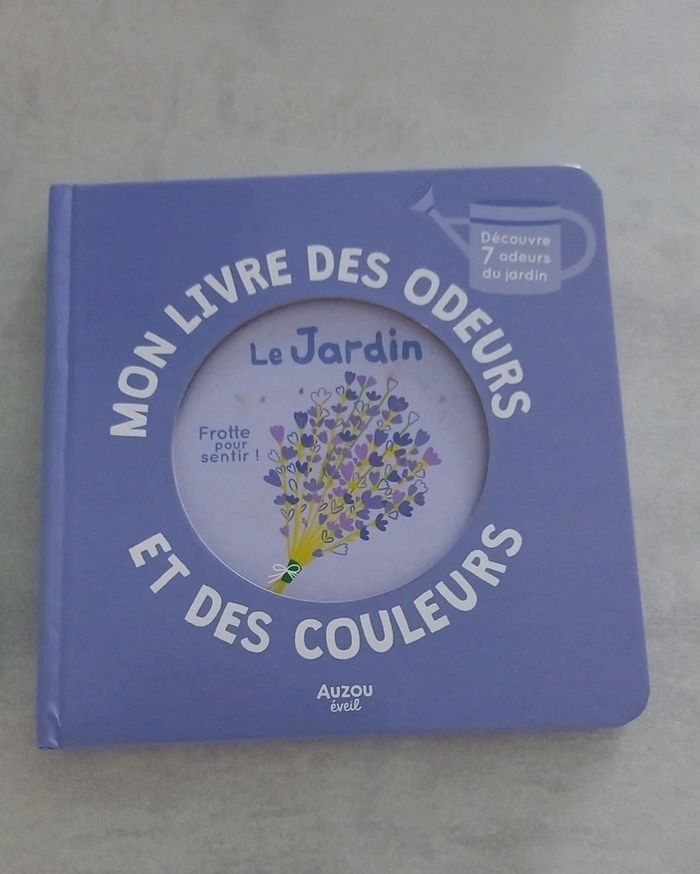 Découvre
7 odeurs
du jardin
MON LIVRE DES ODEURS
Le Jardin
Frotte
pour
sentir !
ET DES COULEURS
AUZOU
éveil